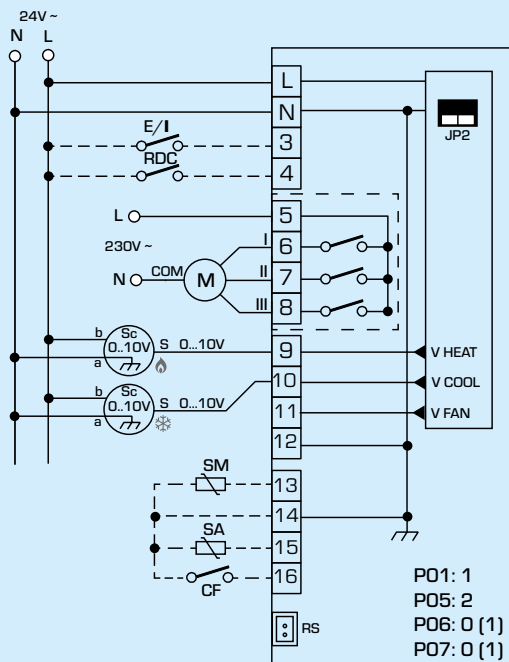 24V ~
N L
L
N
JP2
E/I
3
RDC
4
L
5
230V ~
I
6
N
COM
M
II
7
III
8
b
Sc
0..10V
S 0...10V
a
9
V HEAT
b
Sc
0..10V
S 0...10V
a
10
V COOL
11
V FAN
12
SM
13
14
SA
15
16
CF
RS
P01: 1
P05: 2
P06: 0 (1)
P07: 0 (1)